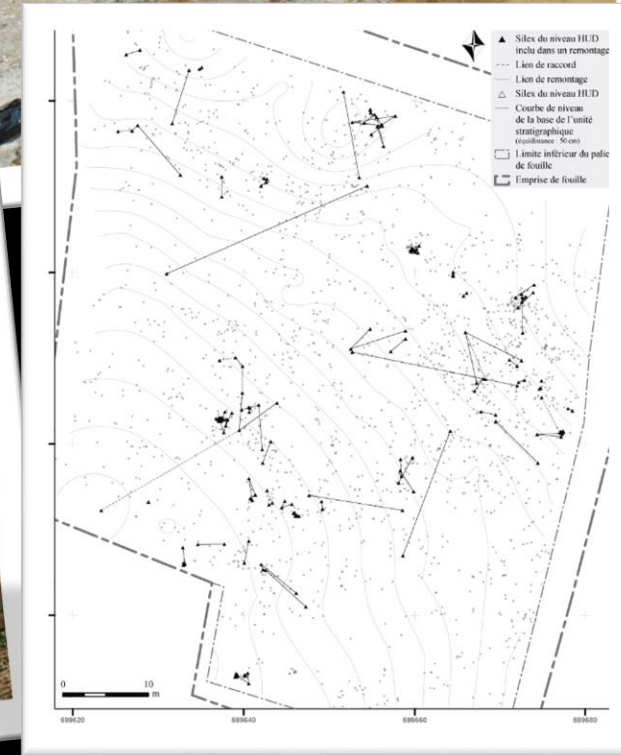 Silex du niveau HUD
inclu dans un remontage
Lien de raccord
Lien de remontage
Silex du niveau HUD
Courbe de niveau
de la base de l'unité
stratigraphique
(équidistance : 50 cm)
Limite inférieur du palie
de fouille
Emprise de fouille
0 10
m
699620 699640 699660 699680